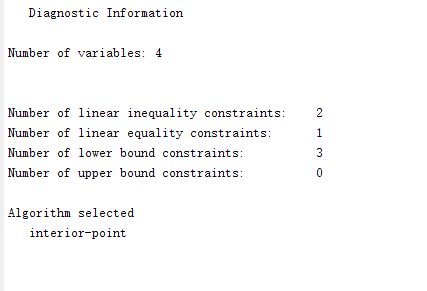 Diagnostic Information
Number of variables: 4
Number of linear inequality constraints: 2
Number of linear equality constraints: 1
Number of lower bound constraints: 3
Number of upper bound constraints: 0
Algorithm selected
interior-point